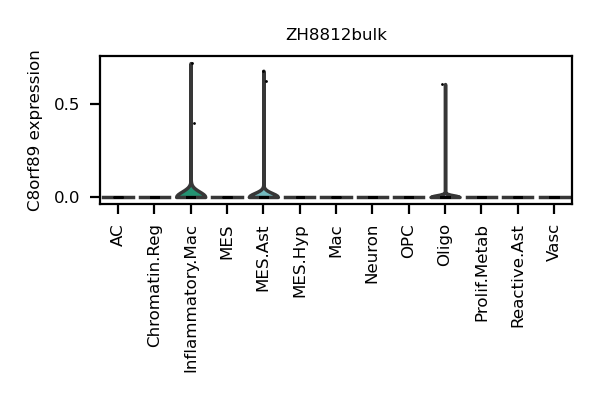 ZH8812bulk
C8orf89 expression
0.5
0.0
AC
Chromatin.Reg
Inflammatory.Mac
MES
MES.Ast
MES.Hyp
Mac
Neuron
OPC
Oligo
Prolif.Metab
Reactive.Ast
Vasc